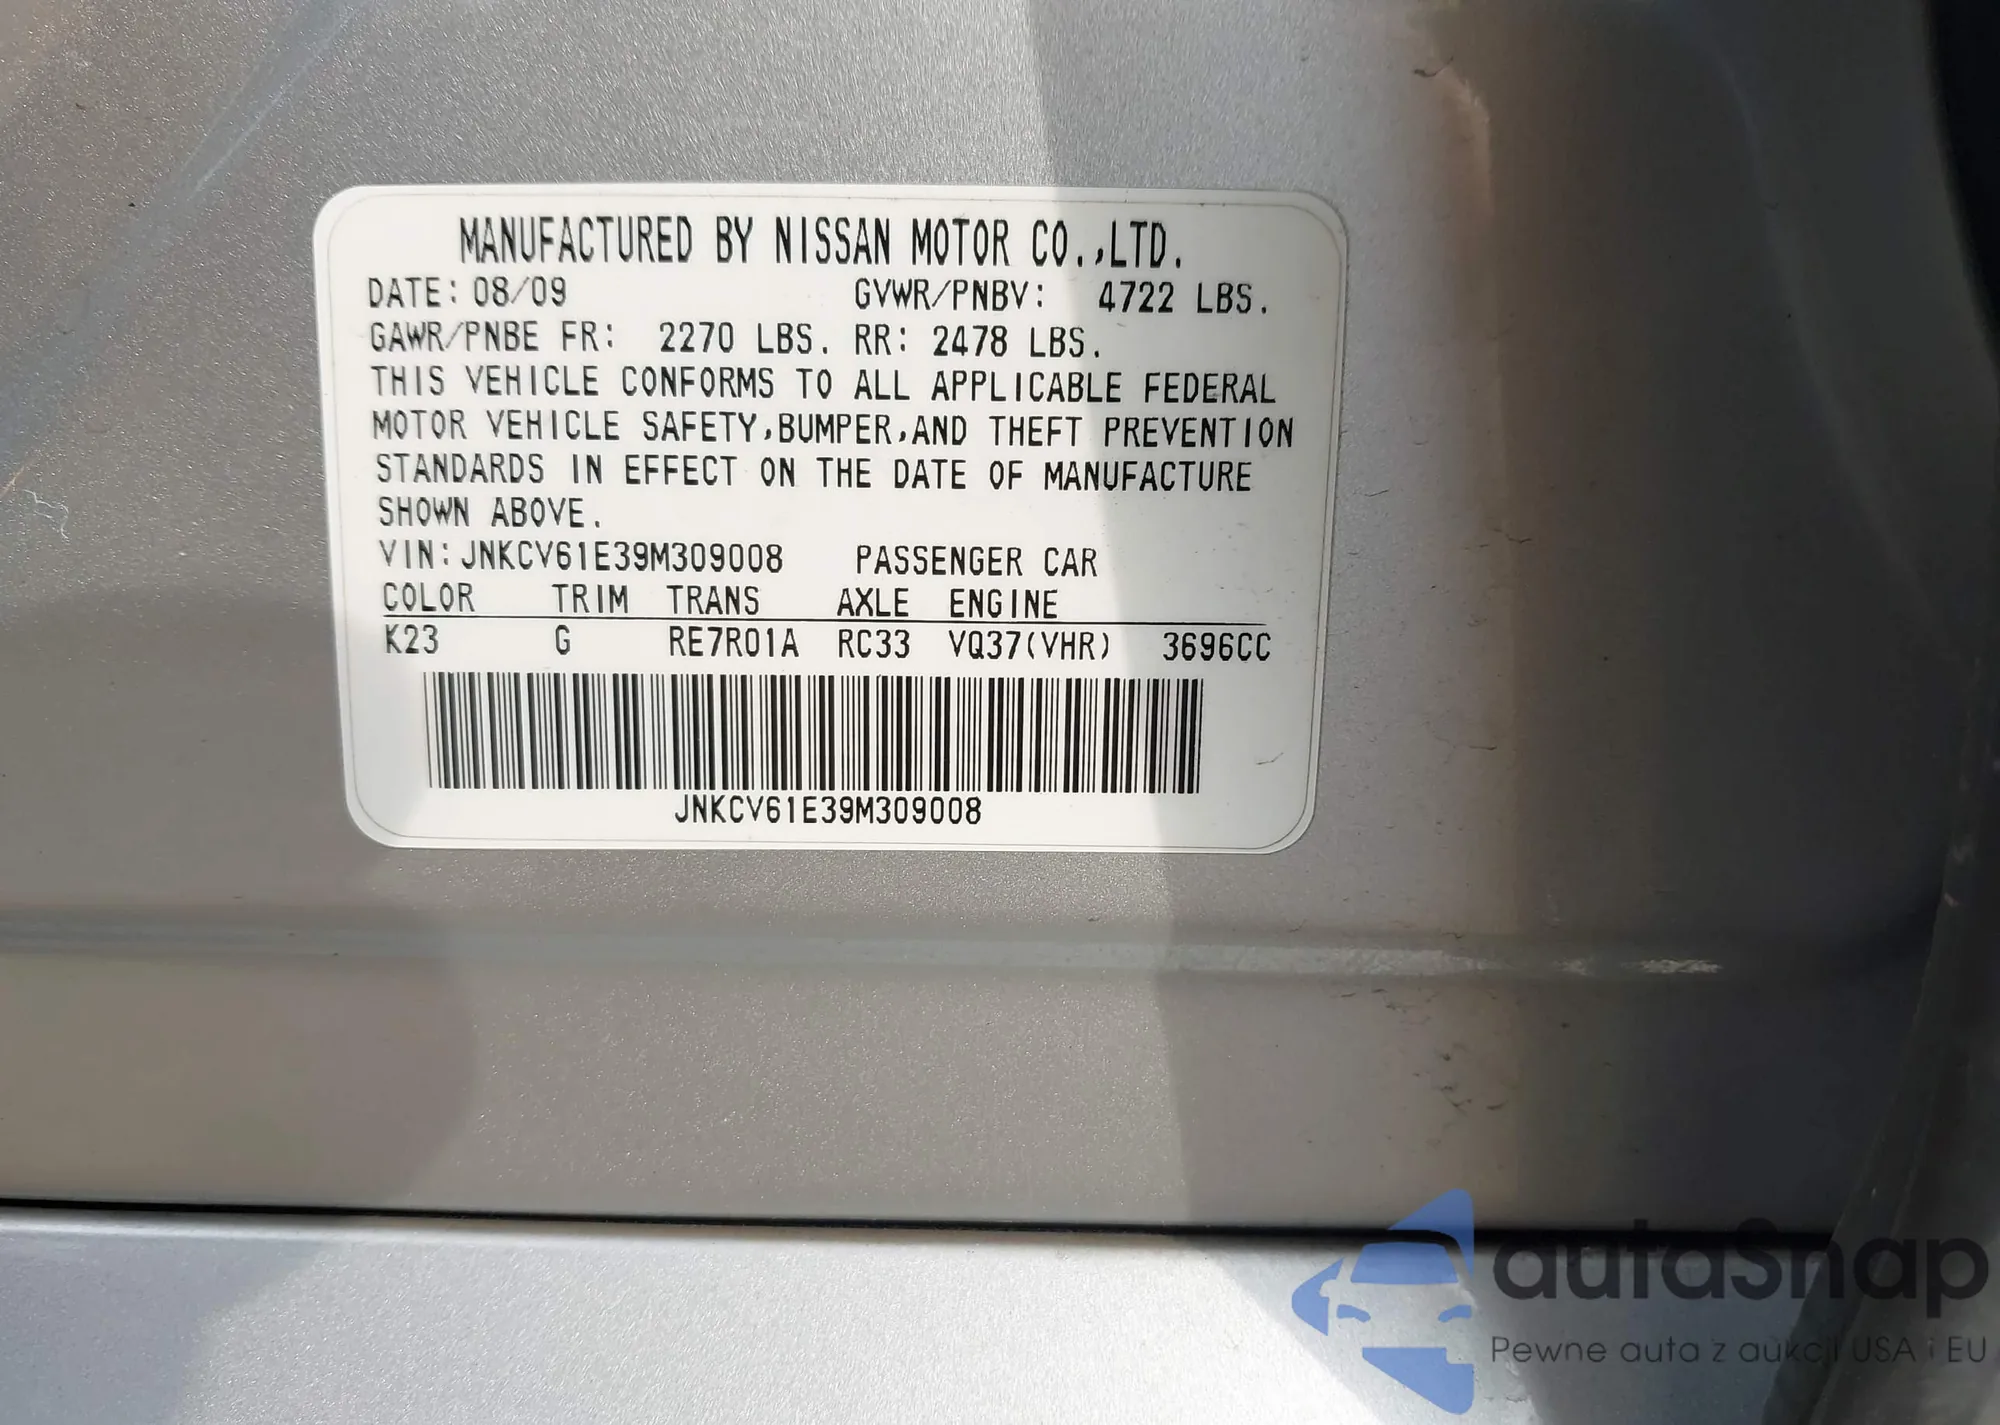 MANUFACTURED BY NISSAN MOTOR CO.,LTD.
DATE: 08/09 GVWR/PNBV: 4722 LBS.
GAWR/PNBE FR: 2270 LBS. RR: 2478 LBS.
THIS VEHICLE CONFORMS TO ALL APPLICABLE FEDERAL
MOTOR VEHICLE SAFETY,BUMPER,AND THEFT PREVENTION
STANDARDS IN EFFECT ON THE DATE OF MANUFACTURE
SHOWN ABOVE.
VIN:JNKCV61E39M309008 PASSENGER CAR
COLOR TRIM TRANS AXLE ENGINE
K23 G RE7R01A RC33 VQ37(VHR) 3696CC
JNKCV61E39M309008
autaSnap
Pewne auta z aukcji USA i EU